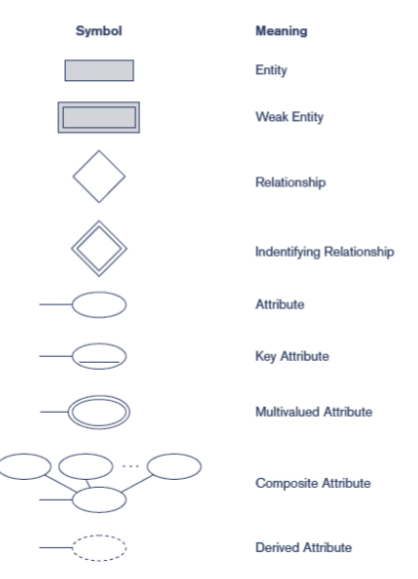 Symbol Meaning
Entity
Weak Entity
Relationship
Indentifying Relationship
Attribute
Key Attribute
Multivalued Attribute
...
Composite Attribute
Derived Attribute